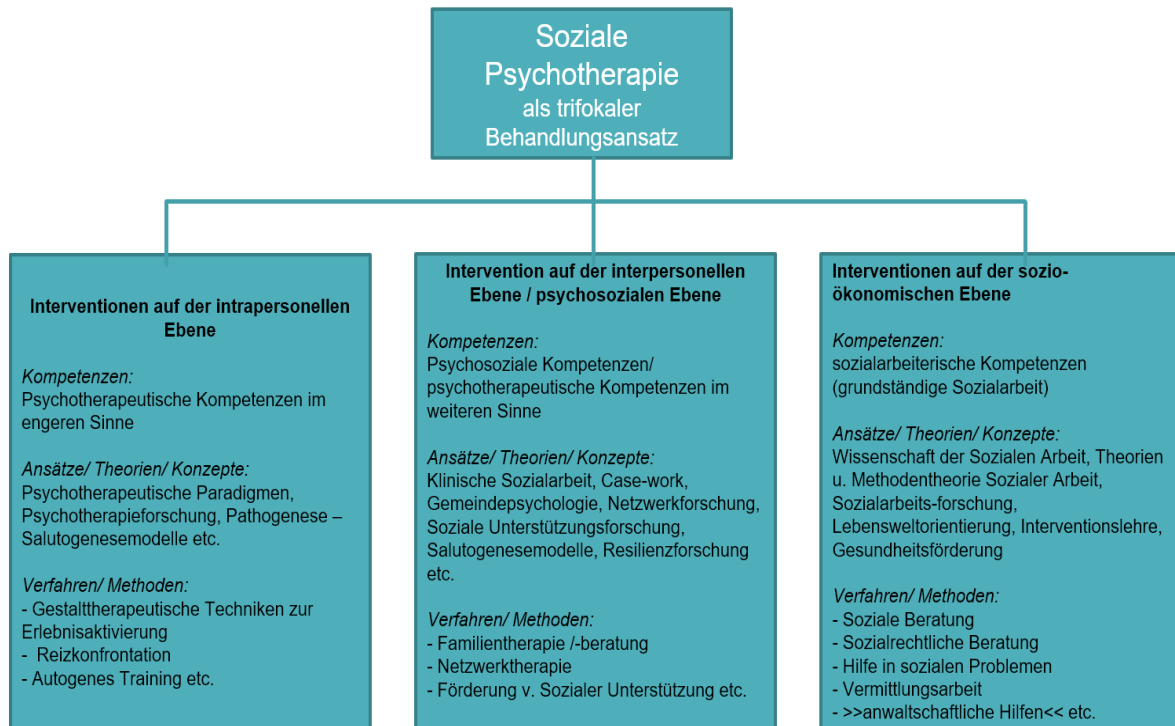 Soziale
Psychotherapie
als trifokaler
Behandlungsansatz
Interventionen auf der intrapersonellen
Ebene
Kompetenzen:
Psychotherapeutische Kompetenzen im
engeren Sinne
Ansätze/ Theorien/ Konzepte:
Psychotherapeutische Paradigmen,
Psychotherapieforschung, Pathogenese –
Salutogenesemodelle etc.
Verfahren/ Methoden:
- Gestalttherapeutische Techniken zur
Erlebnisaktivierung
- Reizkonfrontation
- Autogenes Training etc.
Intervention auf der interpersonellen
Ebene / psychosozialen Ebene
Kompetenzen:
Psychosoziale Kompetenzen/
psychotherapeutische Kompetenzen im
weiteren Sinne
Ansätze/ Theorien/ Konzepte:
Klinische Sozialarbeit, Case-work,
Gemeindepsychologie, Netzwerkforschung,
Soziale Unterstützungsforschung,
Salutogenesemodelle, Resilienzforschung
etc.
Verfahren/ Methoden:
- Familientherapie /-beratung
- Netzwerktherapie
- Förderung v. Sozialer Unterstützung etc.
Interventionen auf der sozio-
ökonomischen Ebene
Kompetenzen:
sozialarbeiterische Kompetenzen
(grundständige Sozialarbeit)
Ansätze/ Theorien/ Konzepte:
Wissenschaft der Sozialen Arbeit, Theorien
u. Methodentheorie Sozialer Arbeit,
Sozialarbeits-forschung,
Lebensweltorientierung, Interventionslehre,
Gesundheitsförderung
Verfahren/ Methoden:
- Soziale Beratung
- Sozialrechtliche Beratung
- Hilfe in sozialen Problemen
- Vermittlungsarbeit
- >>anwaltschaftliche Hilfen<< etc.